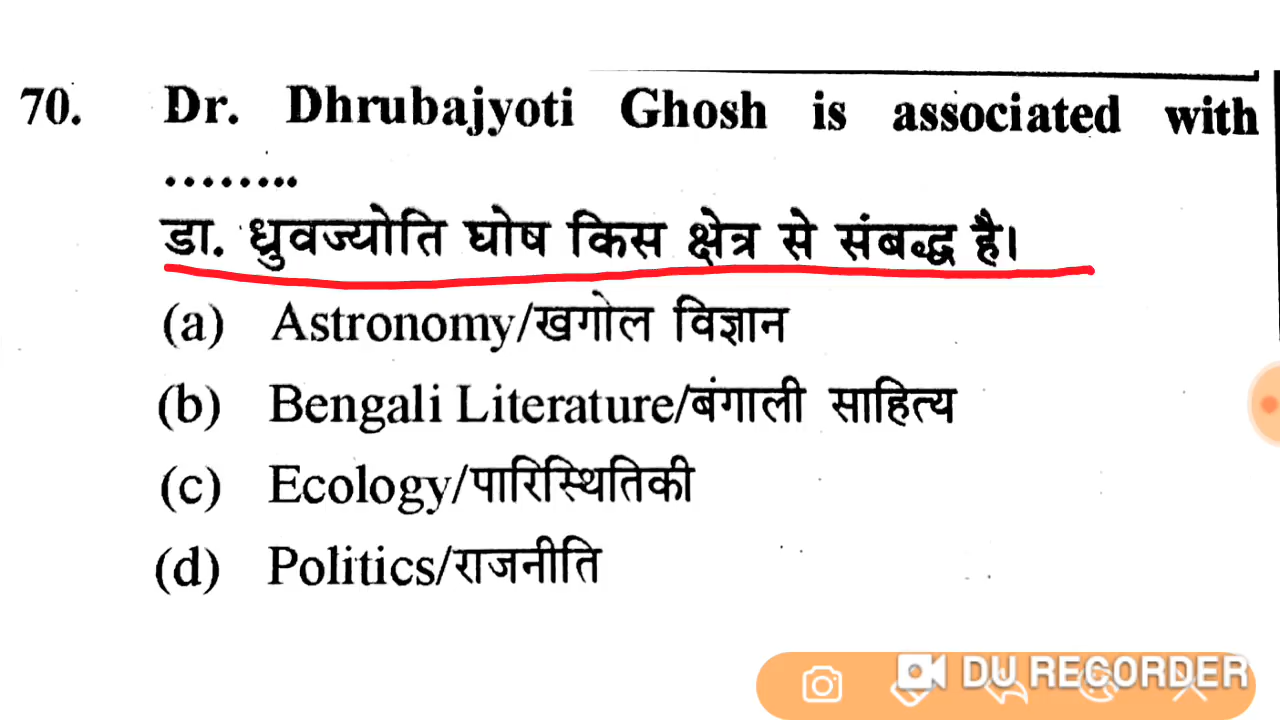 70. Dr. Dhrubajyoti Ghosh is associated with
........
डा. ध्रुवज्योति घोष किस क्षेत्र से संबद्ध है।
(a) Astronomy/खगोल विज्ञान
(b) Bengali Literature/बंगाली साहित्य
(c) Ecology/पारिस्थितिकी
(d) Politics/राजनीति
DU RECORDER